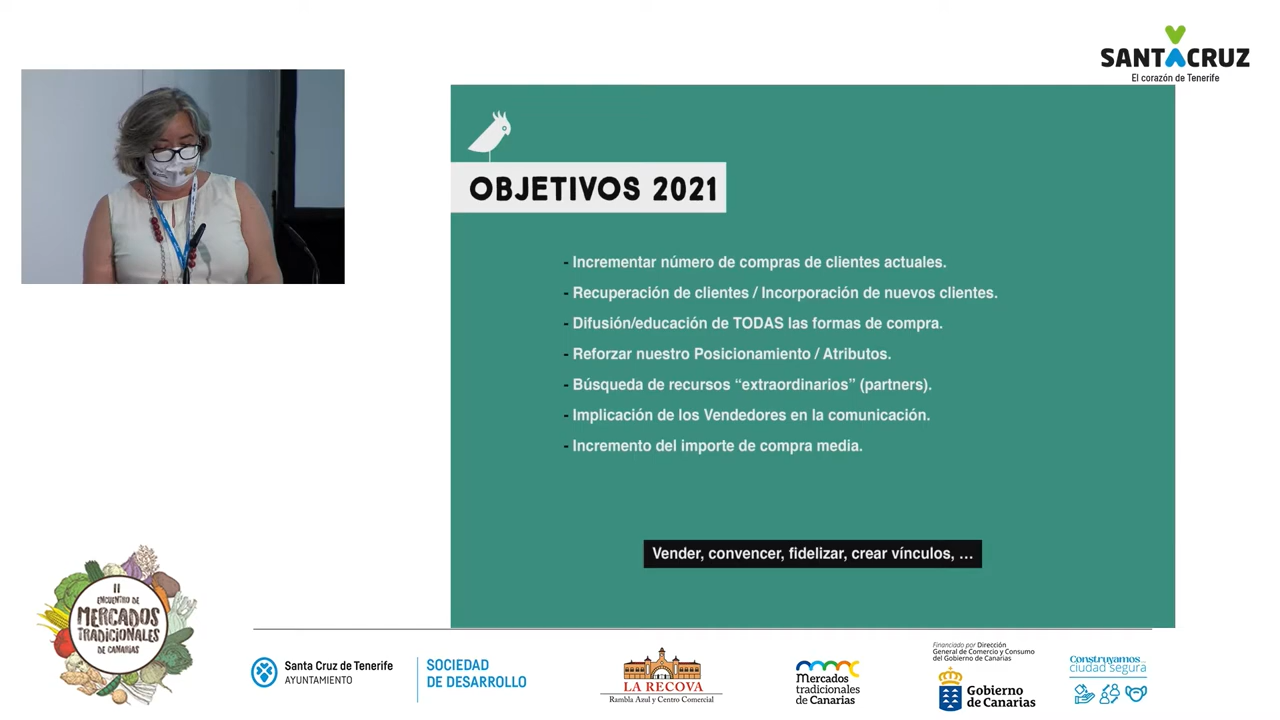 SANTACRUZ
El corazón de Tenerife
OBJETIVOS 2021
- Incrementar número de compras de clientes actuales.
- Recuperación de clientes / Incorporación de nuevos clientes.
- Difusión/educación de TODAS las formas de compra.
- Reforzar nuestro Posicionamiento / Atributos.
- Búsqueda de recursos “extraordinarios” (partners).
- Implicación de los Vendedores en la comunicación.
- Incremento del importe de compra media.
Vender, convencer, fidelizar, crear vínculos, …
II
ENCUENTRO DE
MERCADOS
TRADICIONALES
DE CANARIAS
Santa Cruz de Tenerife
AYUNTAMIENTO
SOCIEDAD
DE DESARROLLO
LA RECOVA
Rambla Azul y Centro Comercial
Mercados
tradicionales
de Canarias
Financiado por Dirección
General de Comercio y Consumo
del Gobierno de Canarias
Gobierno
de Canarias
Construyamos...
ciudad segura